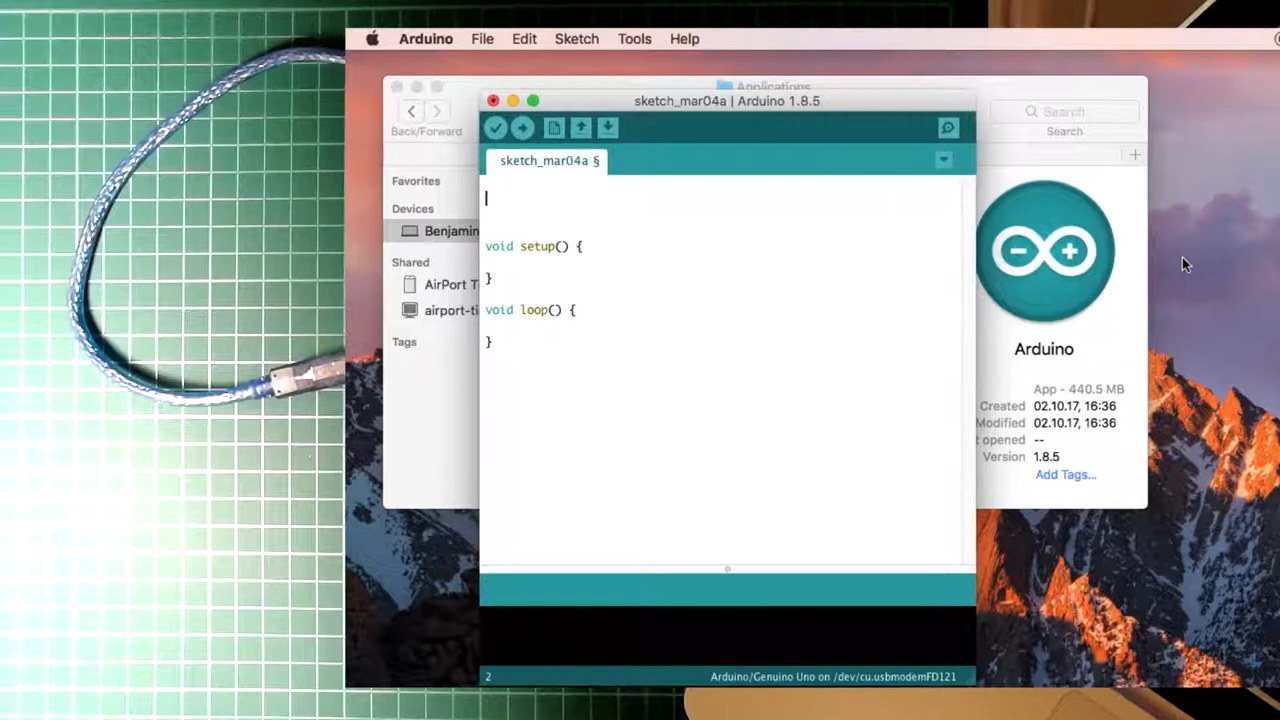 Arduino File Edit Sketch Tools Help
Applications
sketch_mar04a | Arduino 1.8.5
Back/Forward
Search
Search
sketch_mar04a §
Favorites
Devices
Benjamin
Shared
AirPort T
airport-ti
Tags
void setup() {
}
void loop() {
}
Arduino
App - 440.5 MB
Created 02.10.17, 16:36
Modified 02.10.17, 16:36
t opened --
Version 1.8.5
Add Tags...
2
Arduino/Genuino Uno on /dev/cu.usbmodemFD121